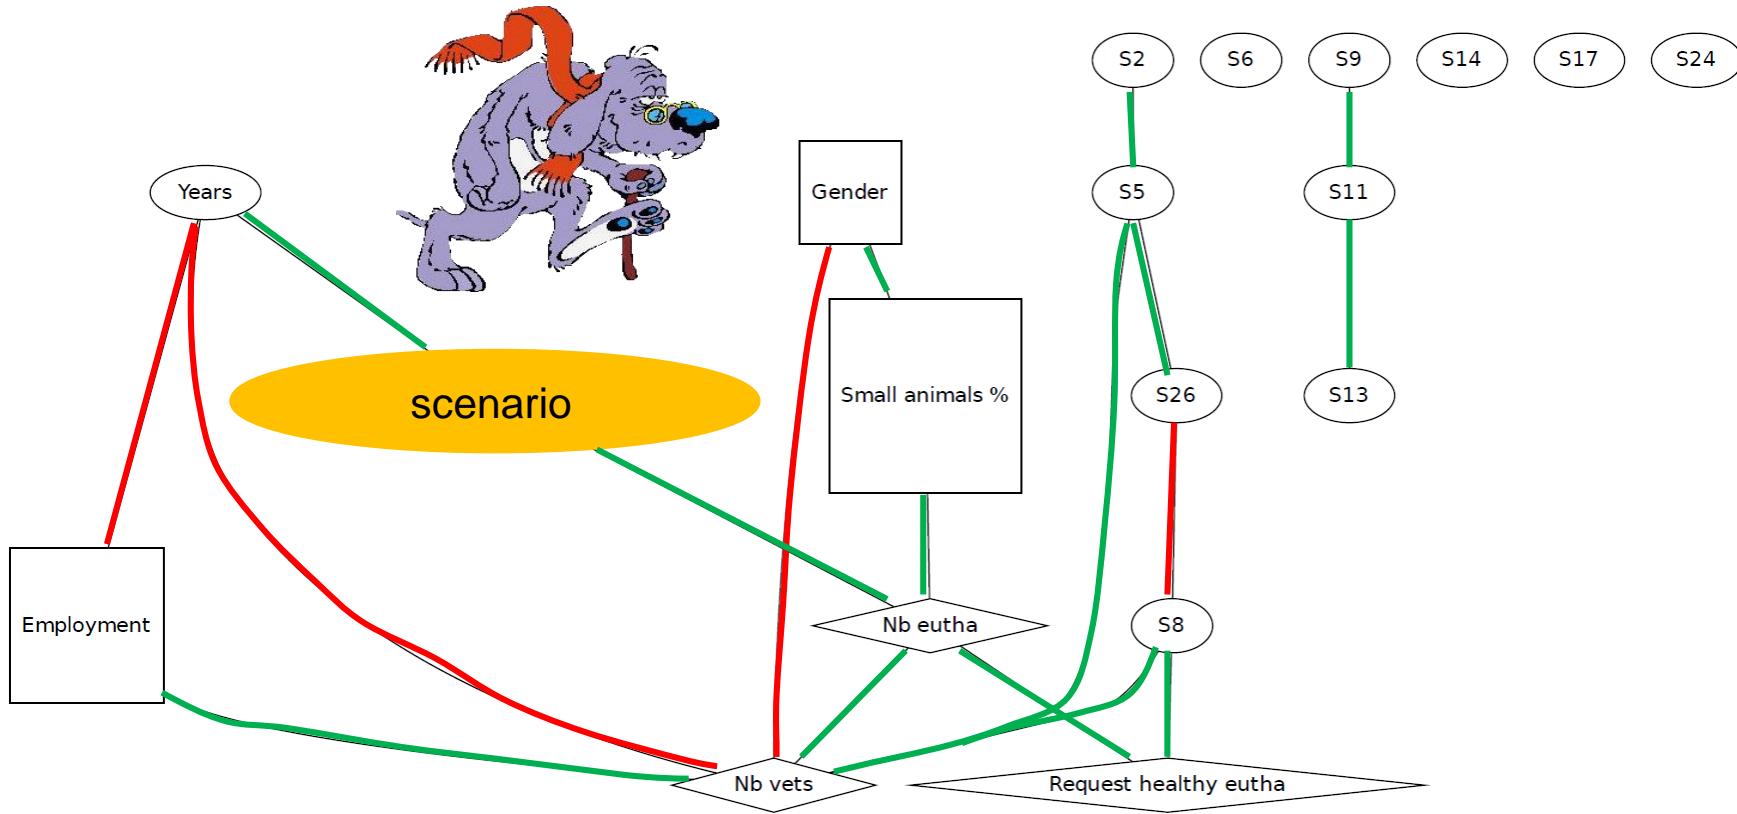 S2
S6
S9
S14
S17
S24
Years
Gender
S5
S11
scenario
Small animals %
S26
S13
Employment
Nb eutha
S8
Nb vets
Request healthy eutha